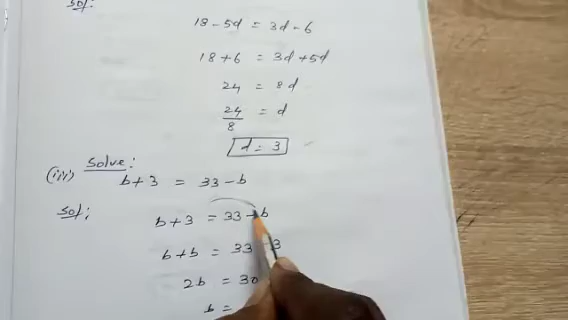 Sol:
18 - 5d = 3d - 6
18 + 6 = 3d + 5d
24 = 8d
24/8 = d
d = 3
(iii) Solve:
b + 3 = 33 - b
Sol;
b + 3 = 33 - b
b + b = 33 - 3
2b = 30
b =